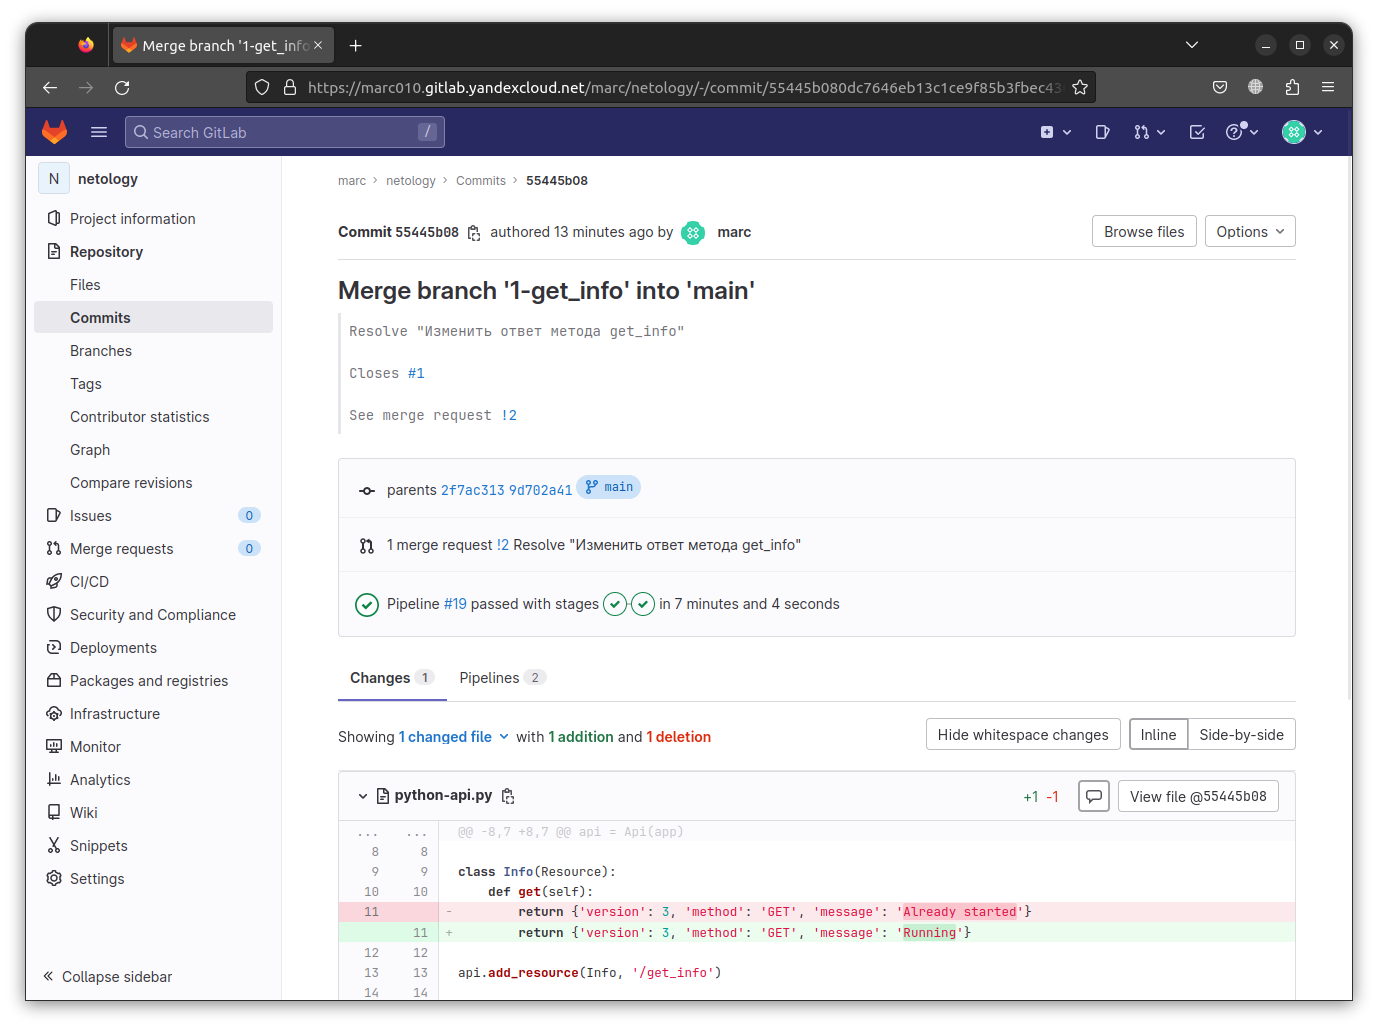 Merge branch '1-get_info
https://marc010.gitlab.yandexcloud.net/marc/netology/-/commit/55445b080dc7646eb13c1ce9f85b3fbec43
Search GitLab /
N netology
Project information
Repository
Files
Commits
Branches
Tags
Contributor statistics
Graph
Compare revisions
Issues 0
Merge requests 0
CI/CD
Security and Compliance
Deployments
Packages and registries
Infrastructure
Monitor
Analytics
Wiki
Snippets
Settings
Collapse sidebar
marc › netology › Commits › 55445b08
Commit 55445b08 authored 13 minutes ago by marc
Browse files Options
Merge branch '1-get_info' into 'main'
Resolve "Изменить ответ метода get_info"
Closes #1
See merge request !2
parents 2f7ac313 9d702a41 main
1 merge request !2 Resolve "Изменить ответ метода get_info"
Pipeline #19 passed with stages in 7 minutes and 4 seconds
Changes 1 Pipelines 2
Showing 1 changed file with 1 addition and 1 deletion
Hide whitespace changes Inline Side-by-side
python-api.py +1 -1 View file @55445b08
... ... @@ -8,7 +8,7 @@ api = Api(app)
8 8
9 9 class Info(Resource):
10 10 def get(self):
11 - return {'version': 3, 'method': 'GET', 'message': 'Already started'}
11 + return {'version': 3, 'method': 'GET', 'message': 'Running'}
12 12
13 13 api.add_resource(Info, '/get_info')
14 14